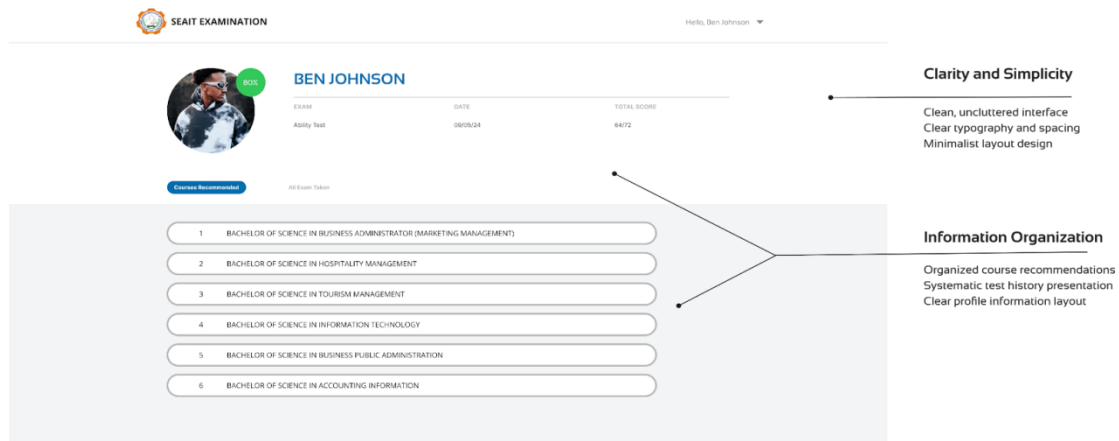 SEAIT EXAMINATION
Hello, Ben Johnson
80%
BEN JOHNSON
EXAM DATE TOTAL SCORE
Ability Test 09/09/24 64/72
Courses Recommended All Exam Taken
1 BACHELOR OF SCIENCE IN BUSINESS ADMINISTRATOR (MARKETING MANAGEMENT)
2 BACHELOR OF SCIENCE IN HOSPITALITY MANAGEMENT
3 BACHELOR OF SCIENCE IN TOURISM MANAGEMENT
4 BACHELOR OF SCIENCE IN INFORMATION TECHNOLOGY
5 BACHELOR OF SCIENCE IN BUSINESS PUBLIC ADMINISTRATION
6 BACHELOR OF SCIENCE IN ACCOUNTING INFORMATION
Clarity and Simplicity
Clean, uncluttered interface
Clear typography and spacing
Minimalist layout design
Information Organization
Organized course recommendations
Systematic test history presentation
Clear profile information layout